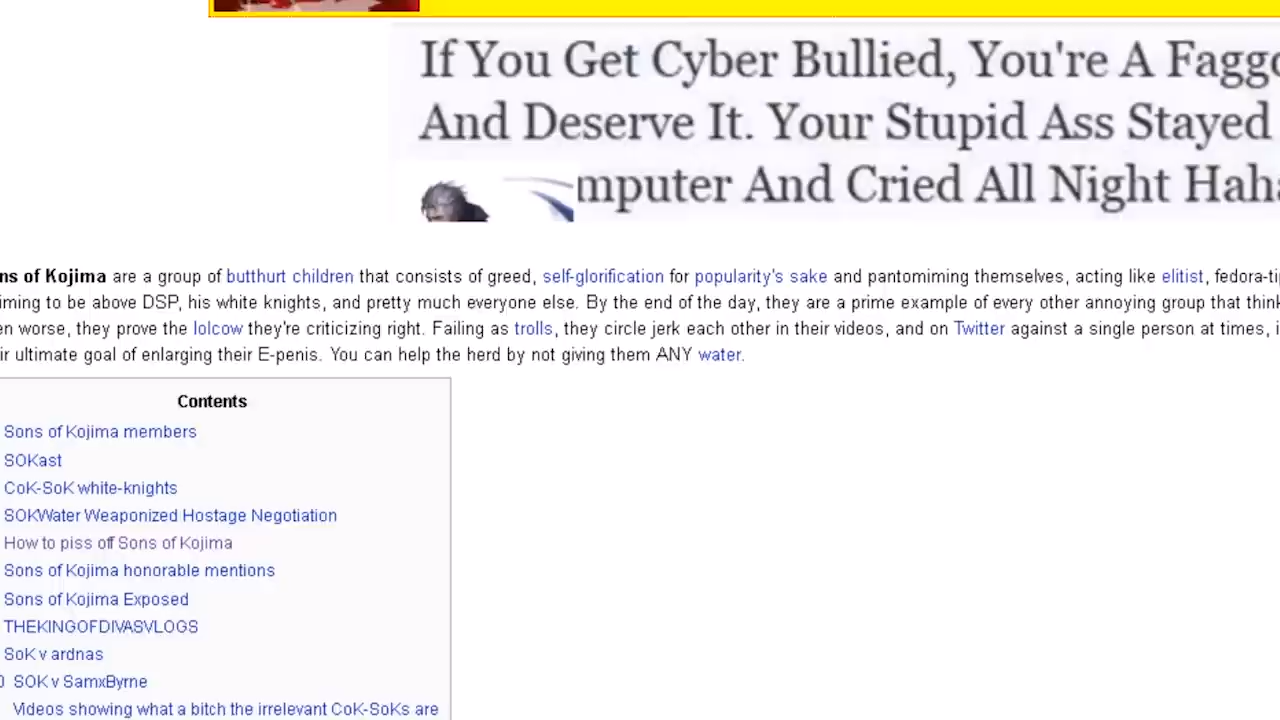 If You Get Cyber Bullied, You're A Faggo
And Deserve It. Your Stupid Ass Stayed
mputer And Cried All Night Haha
ns of Kojima are a group of butthurt children that consists of greed, self-glorification for popularity's sake and pantomiming themselves, acting like elitist, fedora-tip
iming to be above DSP, his white knights, and pretty much everyone else. By the end of the day, they are a prime example of every other annoying group that think
en worse, they prove the lolcow they're criticizing right. Failing as trolls, they circle jerk each other in their videos, and on Twitter against a single person at times, i
ir ultimate goal of enlarging their E-penis. You can help the herd by not giving them ANY water.
Contents
Sons of Kojima members
SOKast
CoK-SoK white-knights
SOKWater Weaponized Hostage Negotiation
How to piss off Sons of Kojima
Sons of Kojima honorable mentions
Sons of Kojima Exposed
THEKINGOFDIVASVLOGS
SoK v ardnas
0 SOK v SamxByrne
Videos showing what a bitch the irrelevant CoK-SoKs are